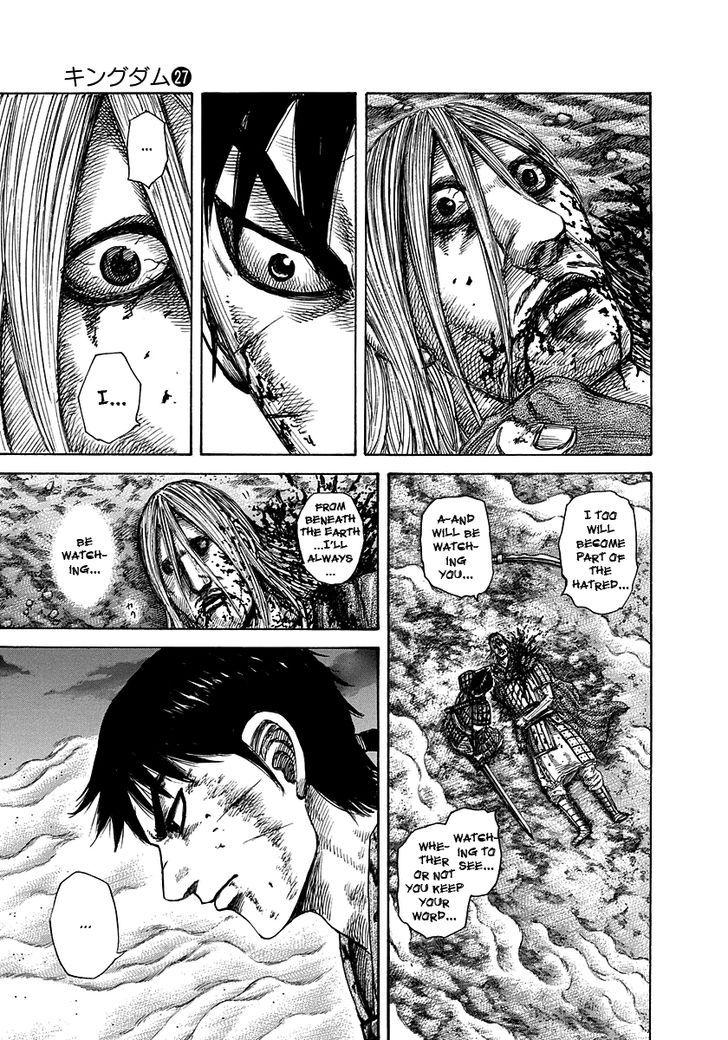 キングダム27
...
I...
I TOO
WILL
BECOME
PART OF
THE
HATRED...
A-AND
WILL BE
WATCH-
ING
YOU...
WATCH-
ING TO
SEE...
WHE-
THER
OR NOT
YOU KEEP
YOUR
WORD...
FROM
BENEATH
THE EARTH
...I'LL
ALWAYS
...
BE
WATCH-
ING...
...